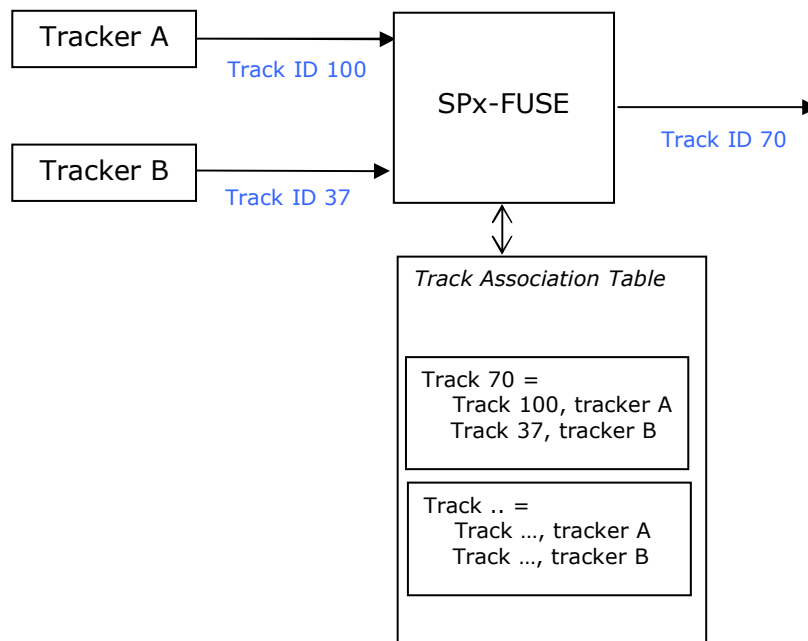 Tracker A
Track ID 100
SPx-FUSE
Track ID 70
Tracker B
Track ID 37
Track Association Table
Track 70 =
Track 100, tracker A
Track 37, tracker B
Track .. =
Track …, tracker A
Track …, tracker B